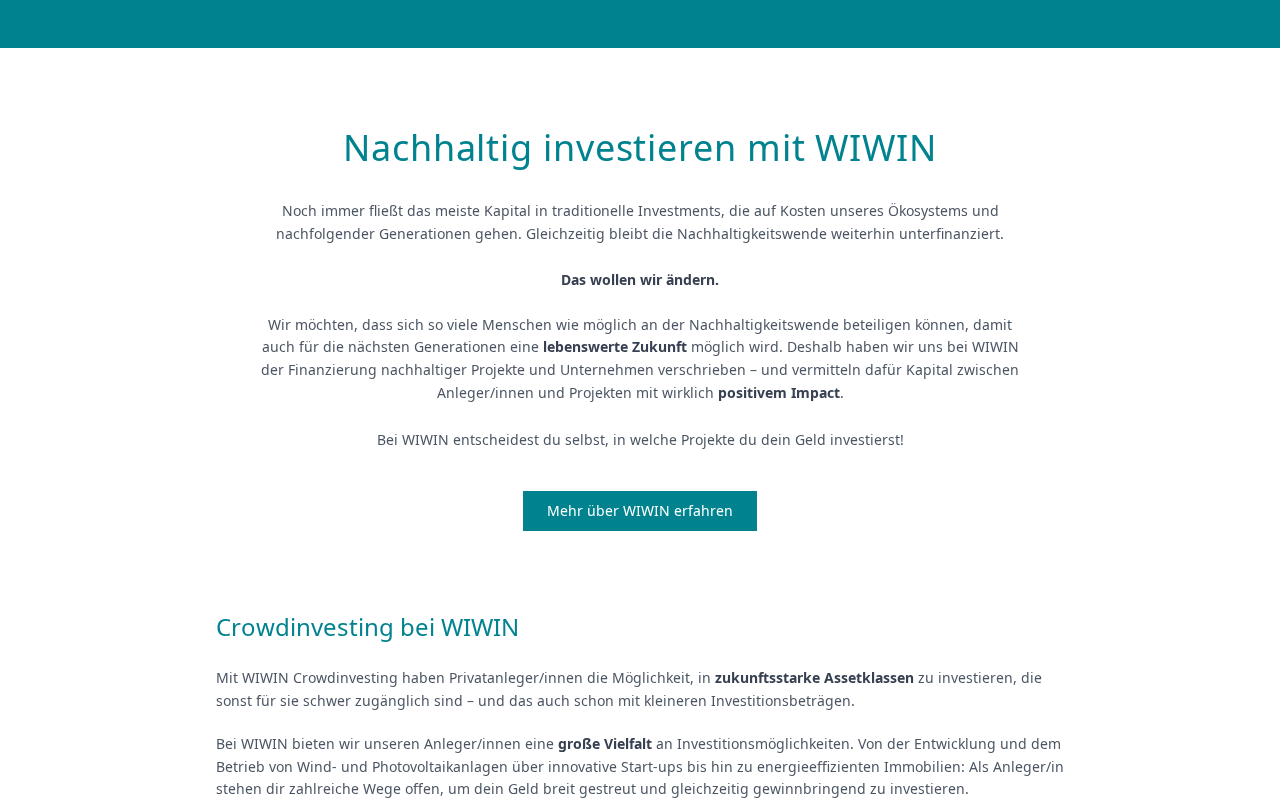 Nachhaltig investieren mit WIWIN
Noch immer fließt das meiste Kapital in traditionelle Investments, die auf Kosten unseres Ökosystems und
nachfolgender Generationen gehen. Gleichzeitig bleibt die Nachhaltigkeitswende weiterhin unterfinanziert.
Das wollen wir ändern.
Wir möchten, dass sich so viele Menschen wie möglich an der Nachhaltigkeitswende beteiligen können, damit
auch für die nächsten Generationen eine lebenswerte Zukunft möglich wird. Deshalb haben wir uns bei WIWIN
der Finanzierung nachhaltiger Projekte und Unternehmen verschrieben – und vermitteln dafür Kapital zwischen
Anleger/innen und Projekten mit wirklich positivem Impact.
Bei WIWIN entscheidest du selbst, in welche Projekte du dein Geld investierst!
Mehr über WIWIN erfahren
Crowdinvesting bei WIWIN
Mit WIWIN Crowdinvesting haben Privatanleger/innen die Möglichkeit, in zukunftsstarke Assetklassen zu investieren, die
sonst für sie schwer zugänglich sind – und das auch schon mit kleineren Investitionsbeträgen.
Bei WIWIN bieten wir unseren Anleger/innen eine große Vielfalt an Investitionsmöglichkeiten. Von der Entwicklung und dem
Betrieb von Wind- und Photovoltaikanlagen über innovative Start-ups bis hin zu energieeffizienten Immobilien: Als Anleger/in
stehen dir zahlreiche Wege offen, um dein Geld breit gestreut und gleichzeitig gewinnbringend zu investieren.